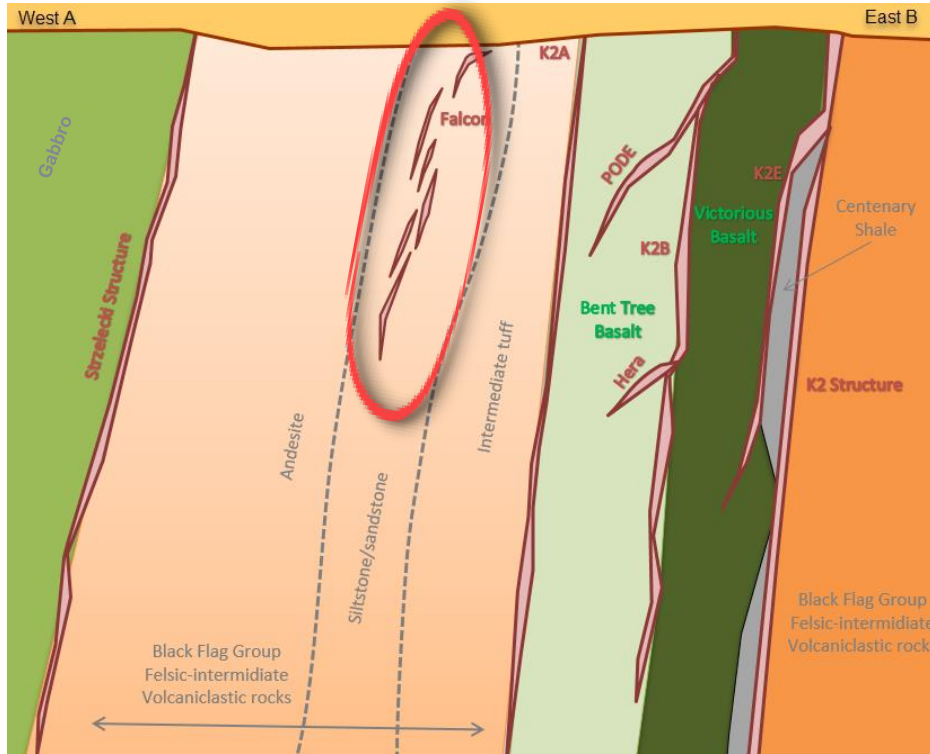 West A
East B
K2A
Falcon
Gabbro
PODE
K2E
Centenary
Shale
Victorious
Basalt
K2B
Strzelecki Structure
Bent Tree
Basalt
Hera
K2 Structure
Intermediate tuff
Andesite
Siltstone/sandstone
Black Flag Group
Felsic-intermidiate
Volcaniclastic rocks
Black Flag Group
Felsic-intermidiate
Volcaniclastic rock